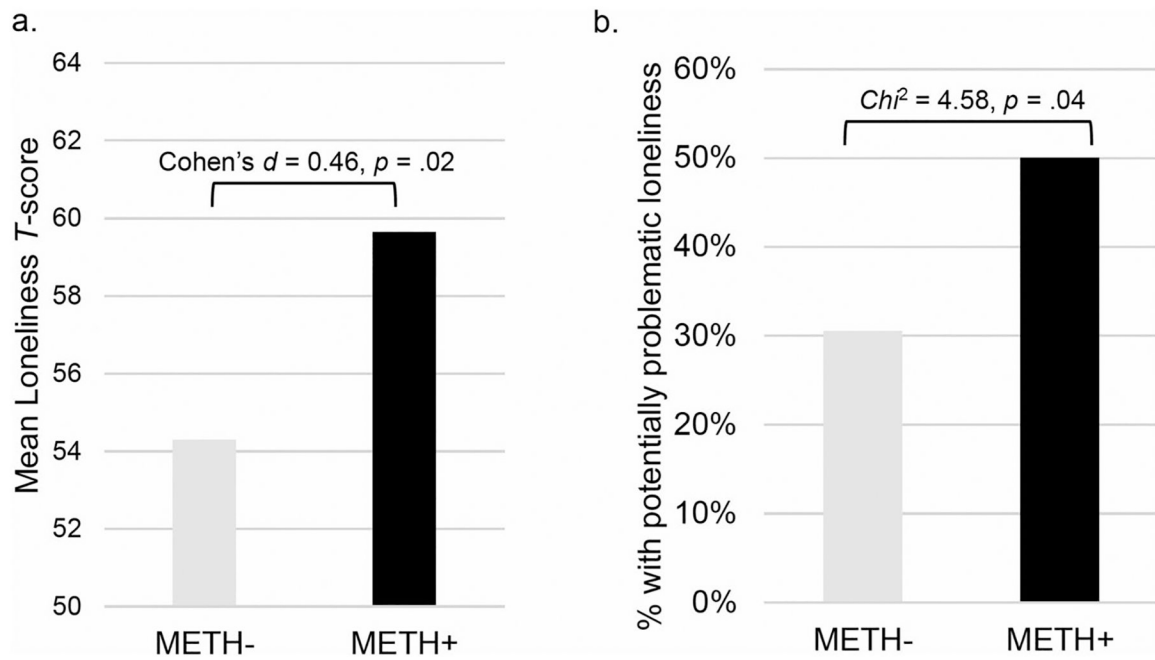 a.
Mean Loneliness T-score
64
62
60
58
56
54
52
50
Cohen's d = 0.46, p = .02
METH-
METH+
b.
% with potentially problematic loneliness
60%
50%
40%
30%
20%
10%
0%
Chi² = 4.58, p = .04
METH-
METH+